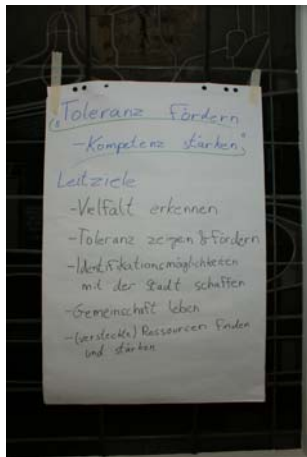 „Toleranz fördern
- Kompetenz stärken“
Leitziele
- Vielfalt erkennen
- Toleranz zeigen & fördern
- Identifikationsmöglichkeiten
mit der Stadt schaffen
- Gemeinschaft leben
- (versteckte) Ressourcen finden
und stärken